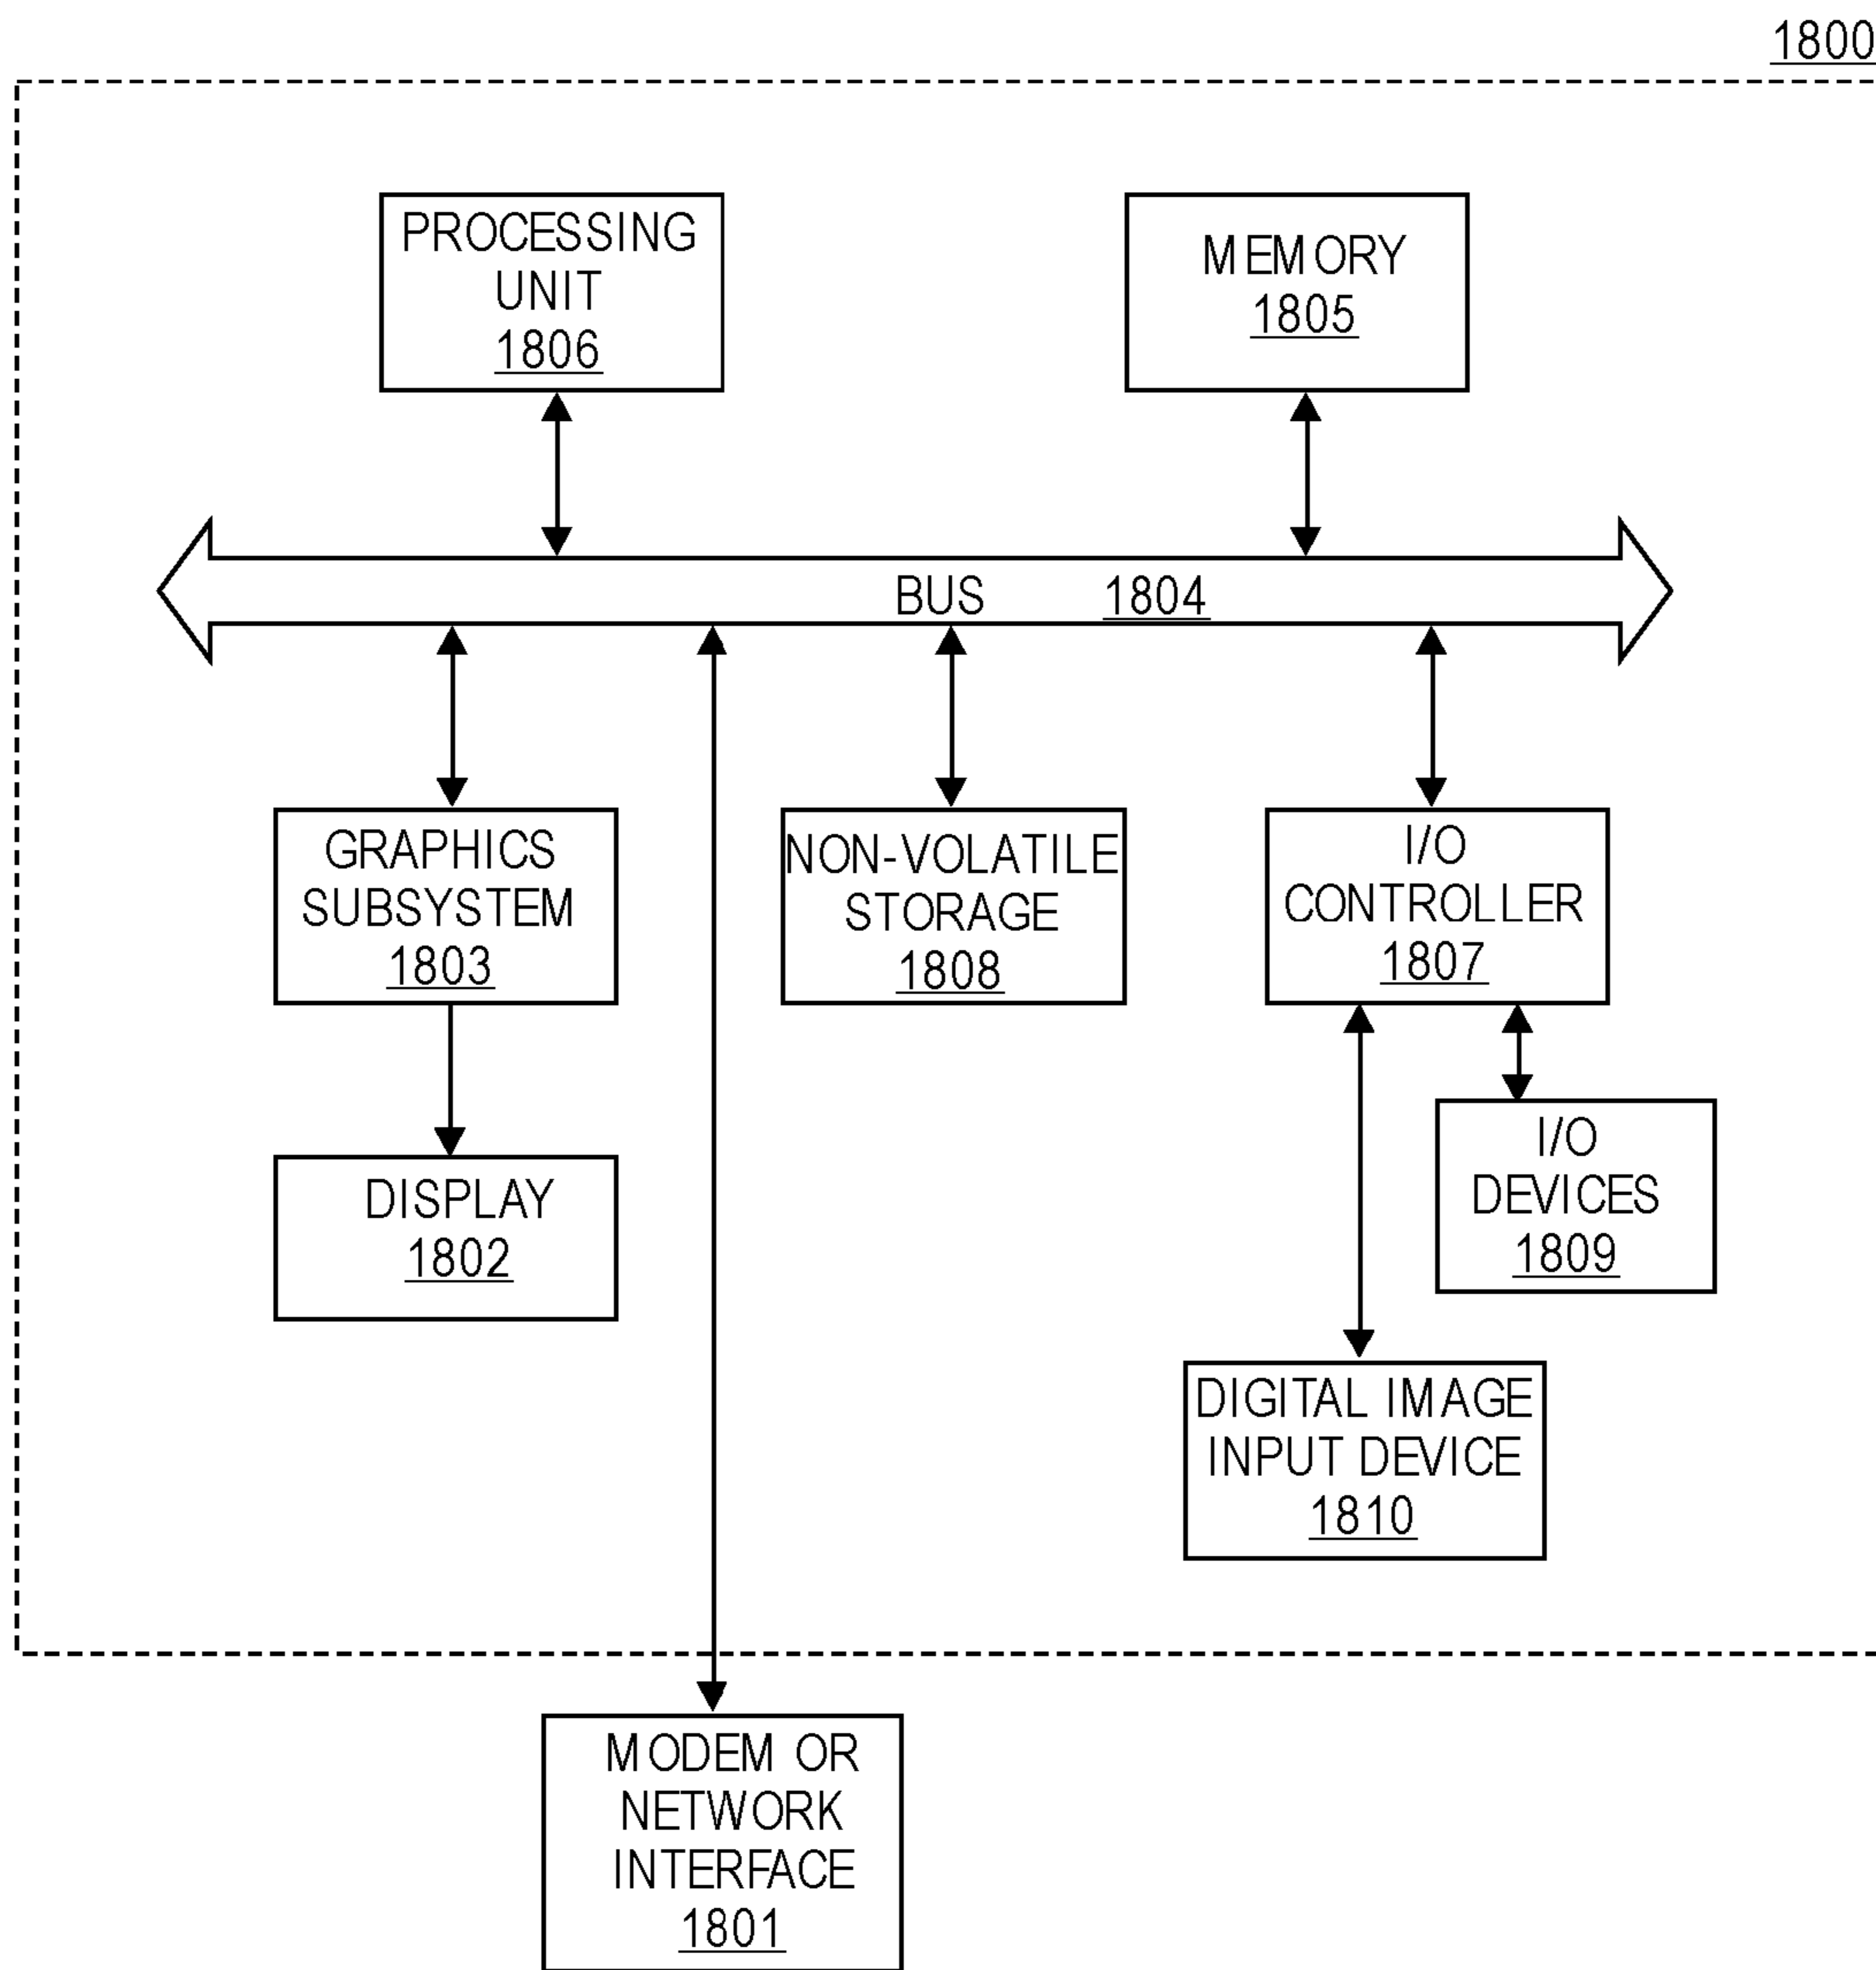 1800
PROCESSING
UNIT
1806
MEMORY
1805
BUS 1804
GRAPHICS
SUBSYSTEM
1803
NON-VOLATILE
STORAGE
1808
I/O
CONTROLLER
1807
DISPLAY
1802
I/O
DEVICES
1809
DIGITAL IMAGE
INPUT DEVICE
1810
MODEM OR
NETWORK
INTERFACE
1801